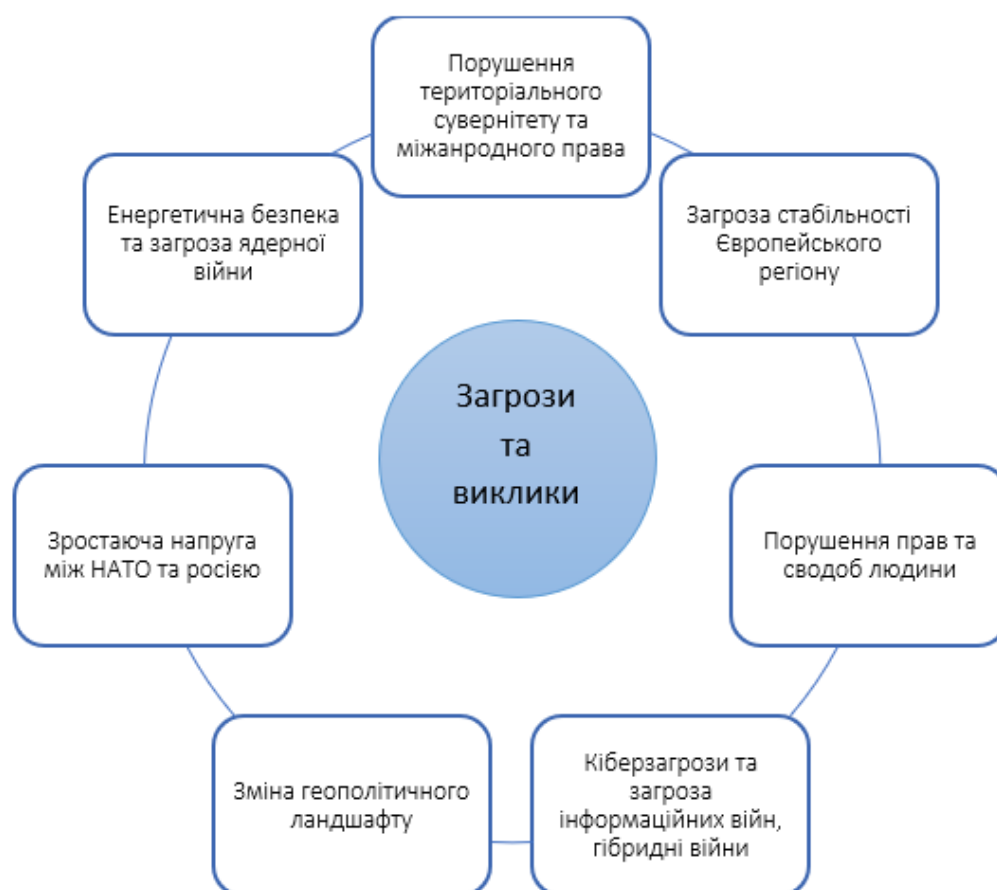 Порушення
територіального
сувернітету та
міжанродного права
Загроза стабільності
Європейського
регіону
Порушення прав та
сводоб людини
Кіберзагрози та
загроза
інформаційних війн,
гібридні війни
Зміна геополітичного
ландшафту
Зростаюча напруга
між НАТО та росією
Енергетична безпека
та загроза ядерної
війни
Загрози
та
виклики